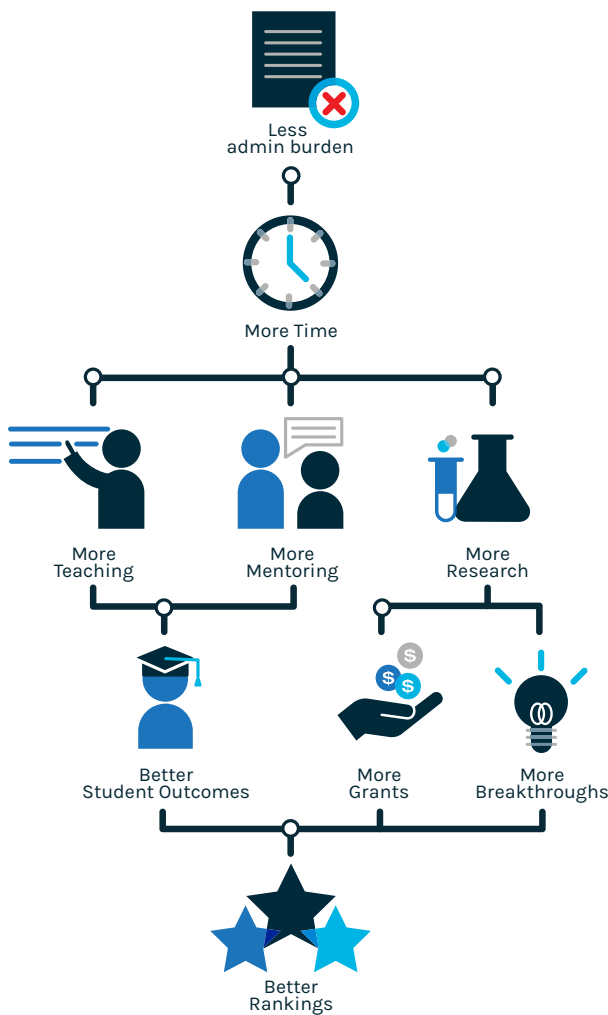 Less
admin burden
More Time
More
Teaching
More
Mentoring
More
Research
$
$
$
Better
Student Outcomes
More
Grants
More
Breakthroughs
Better
Rankings